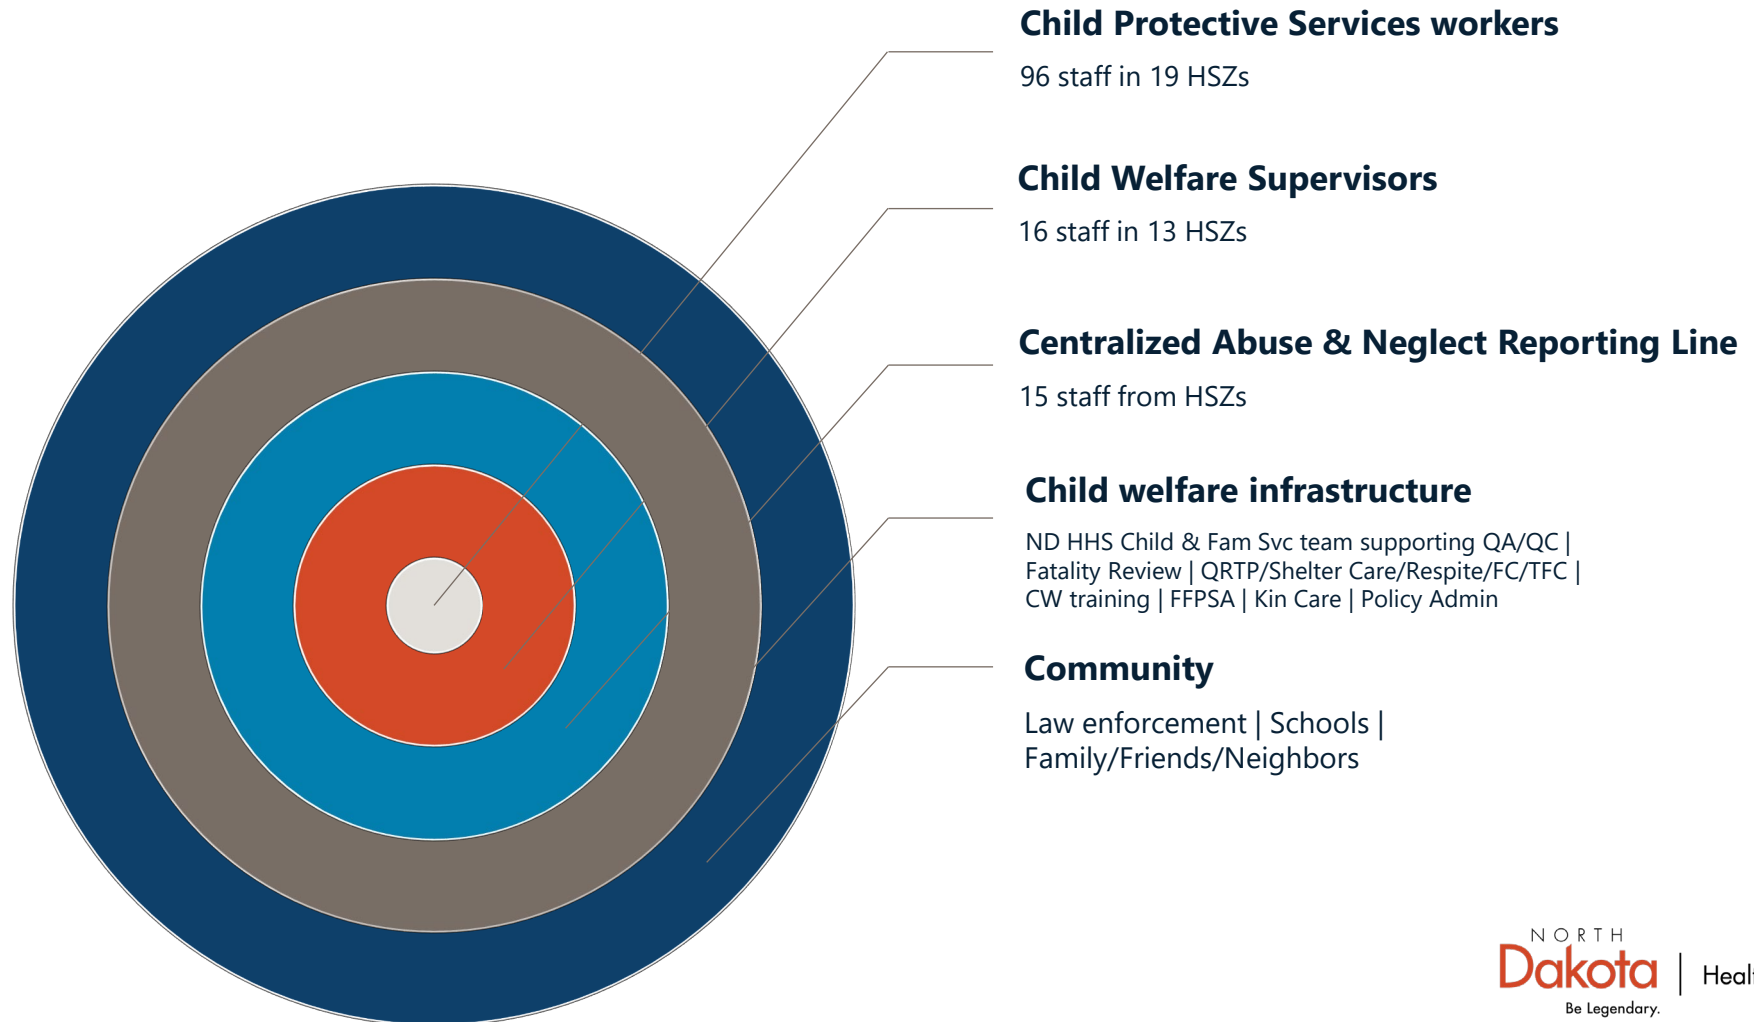 Child Protective Services workers
96 staff in 19 HSZs
Child Welfare Supervisors
16 staff in 13 HSZs
Centralized Abuse & Neglect Reporting Line
15 staff from HSZs
Child welfare infrastructure
ND HHS Child & Fam Svc team supporting QA/QC |
Fatality Review | QRTP/Shelter Care/Respite/FC/TFC |
CW training | FFPSA | Kin Care | Policy Admin
Community
Law enforcement | Schools |
Family/Friends/Neighbors
NORTH
Dakota
Be Legendary.